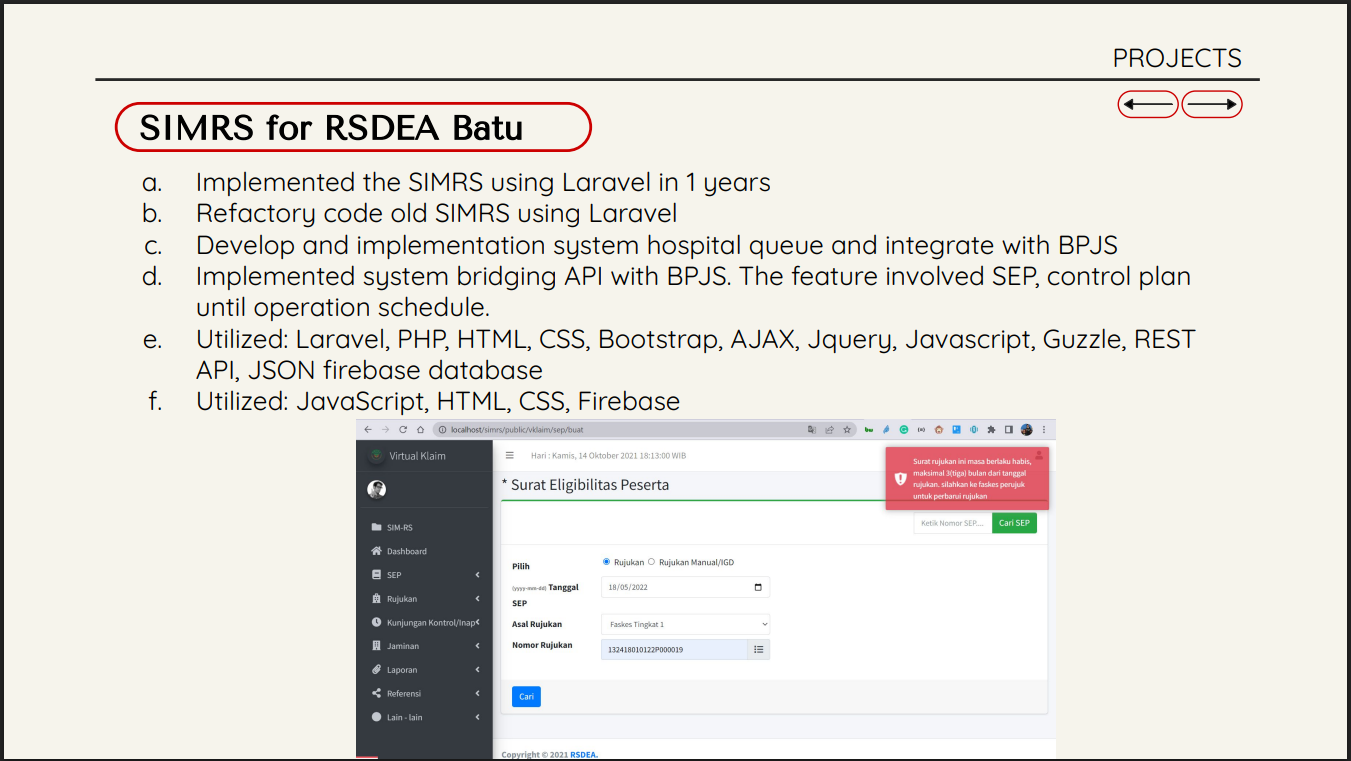 PROJECTS
SIMRS for RSDEA Batu
a. Implemented the SIMRS using Laravel in 1 years
b. Refactory code old SIMRS using Laravel
c. Develop and implementation system hospital queue and integrate with BPJS
d. Implemented system bridging API with BPJS. The feature involved SEP, control plan
until operation schedule.
e. Utilized: Laravel, PHP, HTML, CSS, Bootstrap, AJAX, Jquery, Javascript, Guzzle, REST
API, JSON firebase database
f. Utilized: JavaScript, HTML, CSS, Firebase
localhost/simrs/public/vklaim/sep/buat
Virtual Klaim
Hari : Kamis, 14 Oktober 2021 18:13:00 WIB
Surat rujukan ini masa berlaku habis,
maksimal 3(tiga) bulan dari tanggal
rujukan. silahkan ke faskes perujuk
untuk perbarui rujukan
* Surat Eligibilitas Peserta
Ketik Nomor SEP.... Cari SEP
SIM-RS
Dashboard
SEP
Rujukan
Kunjungan Kontrol/Inap
Jaminan
Laporan
Referensi
Lain - lain
Pilih
Rujukan Rujukan Manual/IGD
(yyyy-mm-dd) Tanggal
SEP
18/05/2022
Asal Rujukan Faskes Tingkat 1
Nomor Rujukan 132418010122P000019
Cari
Copyright © 2021 RSDEA.